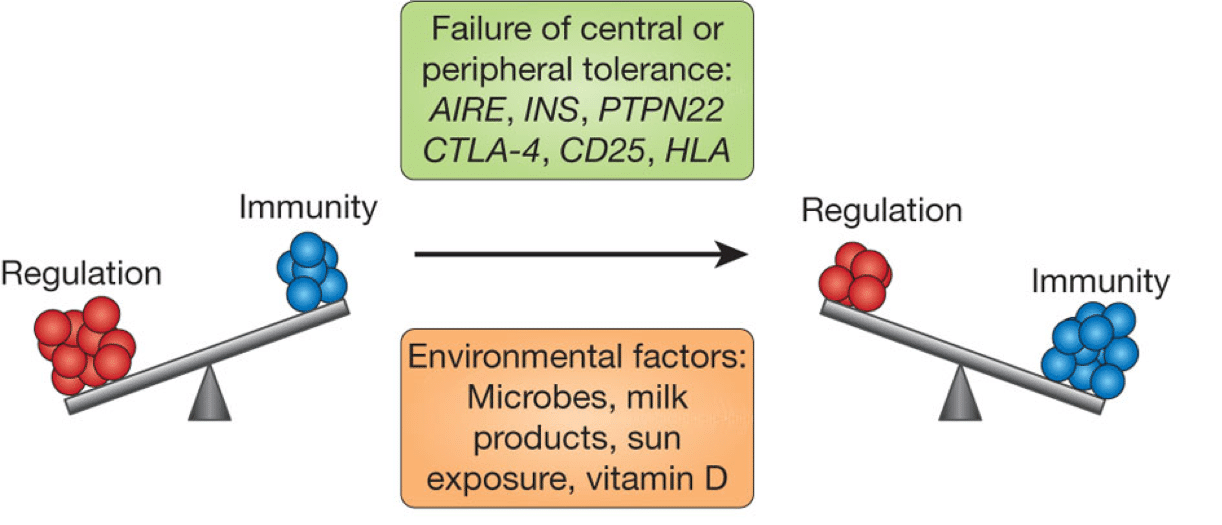 Failure of central or
peripheral tolerance:
AIRE, INS, PTPN22
CTLA-4, CD25, HLA
Immunity
Regulation
Regulation
Immunity
Environmental factors:
Microbes, milk
products, sun
exposure, vitamin D